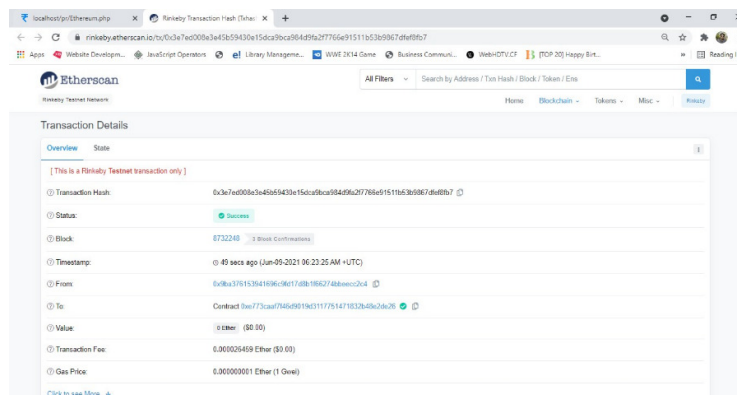 localhost/pr/Ethereum.php
Rinkeby Transaction Hash (Txhas
rinkeby.etherscan.io/tx/0x3e7ed008e3e45b59430e15dca9bca984d9fa2f7766e91511b53b9867dfef8fb7
Apps Website Developm... JavaScript Operators Library Manageme... WWE 2K14 Game Business Communi... WebHDTV.CF [TOP 20] Happy Birt... » Reading l
Etherscan
All Filters Search by Address / Txn Hash / Block / Token / Ens
Rinkeby Testnet Network
Home Blockchain Tokens Misc Rinkeby
Transaction Details
Overview State
[ This is a Rinkeby Testnet transaction only ]
Transaction Hash: 0x3e7ed008e3e45b59430e15dca9bca984d9fa2f7766e91511b53b9867dfef8fb7
Status: Success
Block: 8732248 3 Block Confirmations
Timestamp: 49 secs ago (Jun-09-2021 06:23:25 AM +UTC)
From:
To: Contract
Value: 0 Ether ($0.00)
Transaction Fee: 0.000026459 Ether ($0.00)
Gas Price: 0.000000001 Ether (1 Gwei)
Click to see More